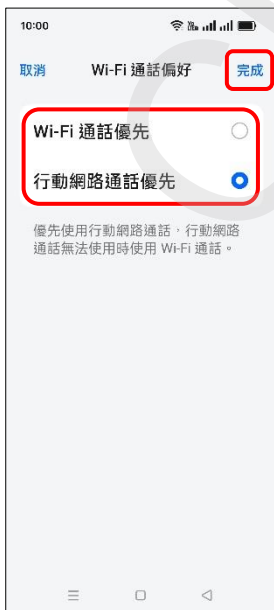 10:00
取消 Wi-Fi 通話偏好 完成
Wi-Fi 通話優先
行動網路通話優先
優先使用行動網路通話,行動網路
通話無法使用時使用 Wi-Fi 通話。